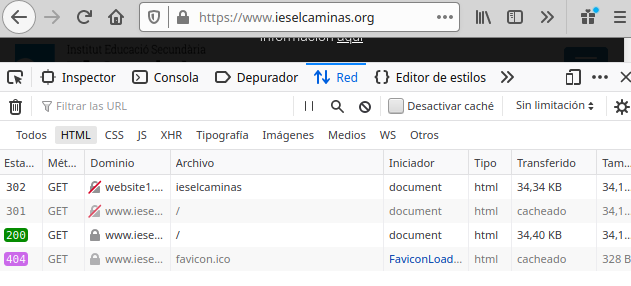 https://www.ieselcaminas.org
Institut Educació Secundària
información aquí
Inspector Consola Depurador Red Editor de estilos
Filtrar las URL Desactivar caché Sin limitación
Todos HTML CSS JS XHR Tipografía Imágenes Medios WS Otros
Esta... Mét... Dominio Archivo Iniciador Tipo Transferido Tam...
302 GET website1.... ieselcaminas document html 34,34 KB 34,1...
301 GET www.iese... / document html cacheado 34,1...
200 GET www.iese... / document html 34,40 KB 34,1...
404 GET www.iese... favicon.ico FaviconLoad... html cacheado 328 B